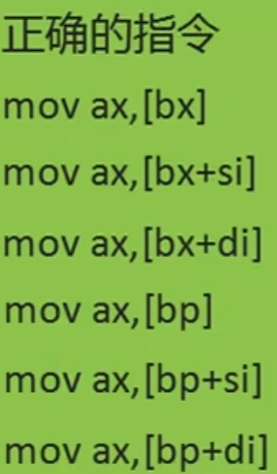 正确的指令
mov ax,[bx]
mov ax,[bx+si]
mov ax,[bx+di]
mov ax,[bp]
mov ax,[bp+si]
mov ax,[bp+di]